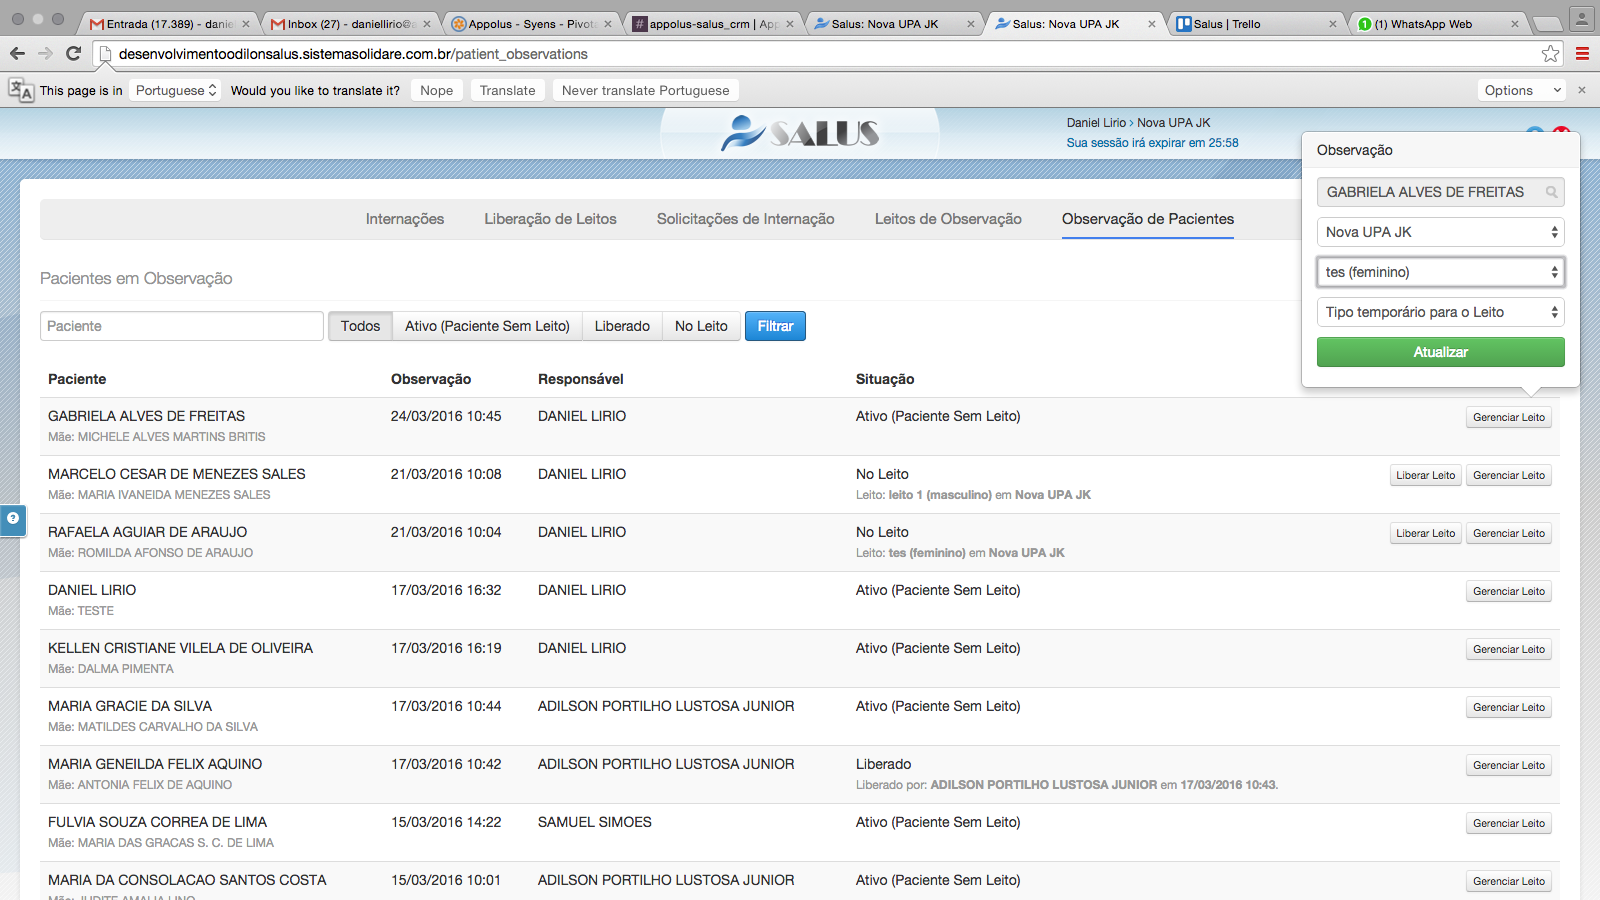 Entrada (17.389) - daniel
Inbox (27) - daniellirio@a
Appolus - Syens - Pivota
appolus-salus_crm | App
Salus: Nova UPA JK
Salus: Nova UPA JK
Salus | Trello
(1) WhatsApp Web
desenvolvimentoodilonsalus.sistemasolidare.com.br/patient_observations
This page is in
Portuguese
Would you like to translate it?
Nope
Translate
Never translate Portuguese
Options
SALUS
Daniel Lirio › Nova UPA JK
Sua sessão irá expirar em 25:58
Observação
GABRIELA ALVES DE FREITAS
Nova UPA JK
tes (feminino)
Tipo temporário para o Leito
Atualizar
Internações
Liberação de Leitos
Solicitações de Internação
Leitos de Observação
Observação de Pacientes
Pacientes em Observação
Paciente
Todos
Ativo (Paciente Sem Leito)
Liberado
No Leito
Filtrar
Paciente Observação Responsável Situação
GABRIELA ALVES DE FREITAS 24/03/2016 10:45 DANIEL LIRIO Ativo (Paciente Sem Leito) Gerenciar Leito
Mãe: MICHELE ALVES MARTINS BRITIS
MARCELO CESAR DE MENEZES SALES 21/03/2016 10:08 DANIEL LIRIO No Leito Liberar Leito Gerenciar Leito
Mãe: MARIA IVANEIDA MENEZES SALES Leito: leito 1 (masculino) em Nova UPA JK
RAFAELA AGUIAR DE ARAUJO 21/03/2016 10:04 DANIEL LIRIO No Leito Liberar Leito Gerenciar Leito
Mãe: ROMILDA AFONSO DE ARAUJO Leito: tes (feminino) em Nova UPA JK
DANIEL LIRIO 17/03/2016 16:32 DANIEL LIRIO Ativo (Paciente Sem Leito) Gerenciar Leito
Mãe: TESTE
KELLEN CRISTIANE VILELA DE OLIVEIRA 17/03/2016 16:19 DANIEL LIRIO Ativo (Paciente Sem Leito) Gerenciar Leito
Mãe: DALMA PIMENTA
MARIA GRACIE DA SILVA 17/03/2016 10:44 ADILSON PORTILHO LUSTOSA JUNIOR Ativo (Paciente Sem Leito) Gerenciar Leito
Mãe: MATILDES CARVALHO DA SILVA
MARIA GENEILDA FELIX AQUINO 17/03/2016 10:42 ADILSON PORTILHO LUSTOSA JUNIOR Liberado Gerenciar Leito
Mãe: ANTONIA FELIX DE AQUINO Liberado por: ADILSON PORTILHO LUSTOSA JUNIOR em 17/03/2016 10:43.
FULVIA SOUZA CORREA DE LIMA 15/03/2016 14:22 SAMUEL SIMOES Ativo (Paciente Sem Leito) Gerenciar Leito
Mãe: MARIA DAS GRACAS S. C. DE LIMA
MARIA DA CONSOLACAO SANTOS COSTA 15/03/2016 10:01 ADILSON PORTILHO LUSTOSA JUNIOR Ativo (Paciente Sem Leito) Gerenciar Leito